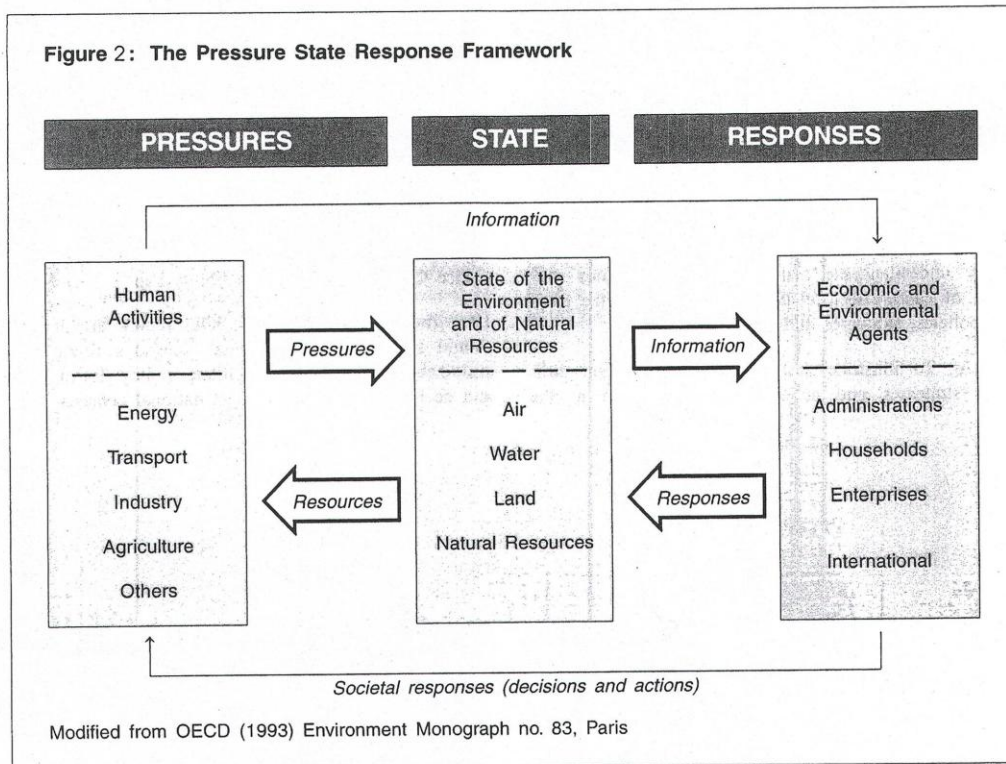 Figure 2: The Pressure State Response Framework
PRESSURES
STATE
RESPONSES
Information
Human
Activities
Energy
Transport
Industry
Agriculture
Others
Pressures
Resources
State of the
Environment
and of Natural
Resources
Air
Water
Land
Natural Resources
Information
Responses
Economic and
Environmental
Agents
Administrations
Households
Enterprises
International
Societal responses (decisions and actions)
Modified from OECD (1993) Environment Monograph no. 83, Paris